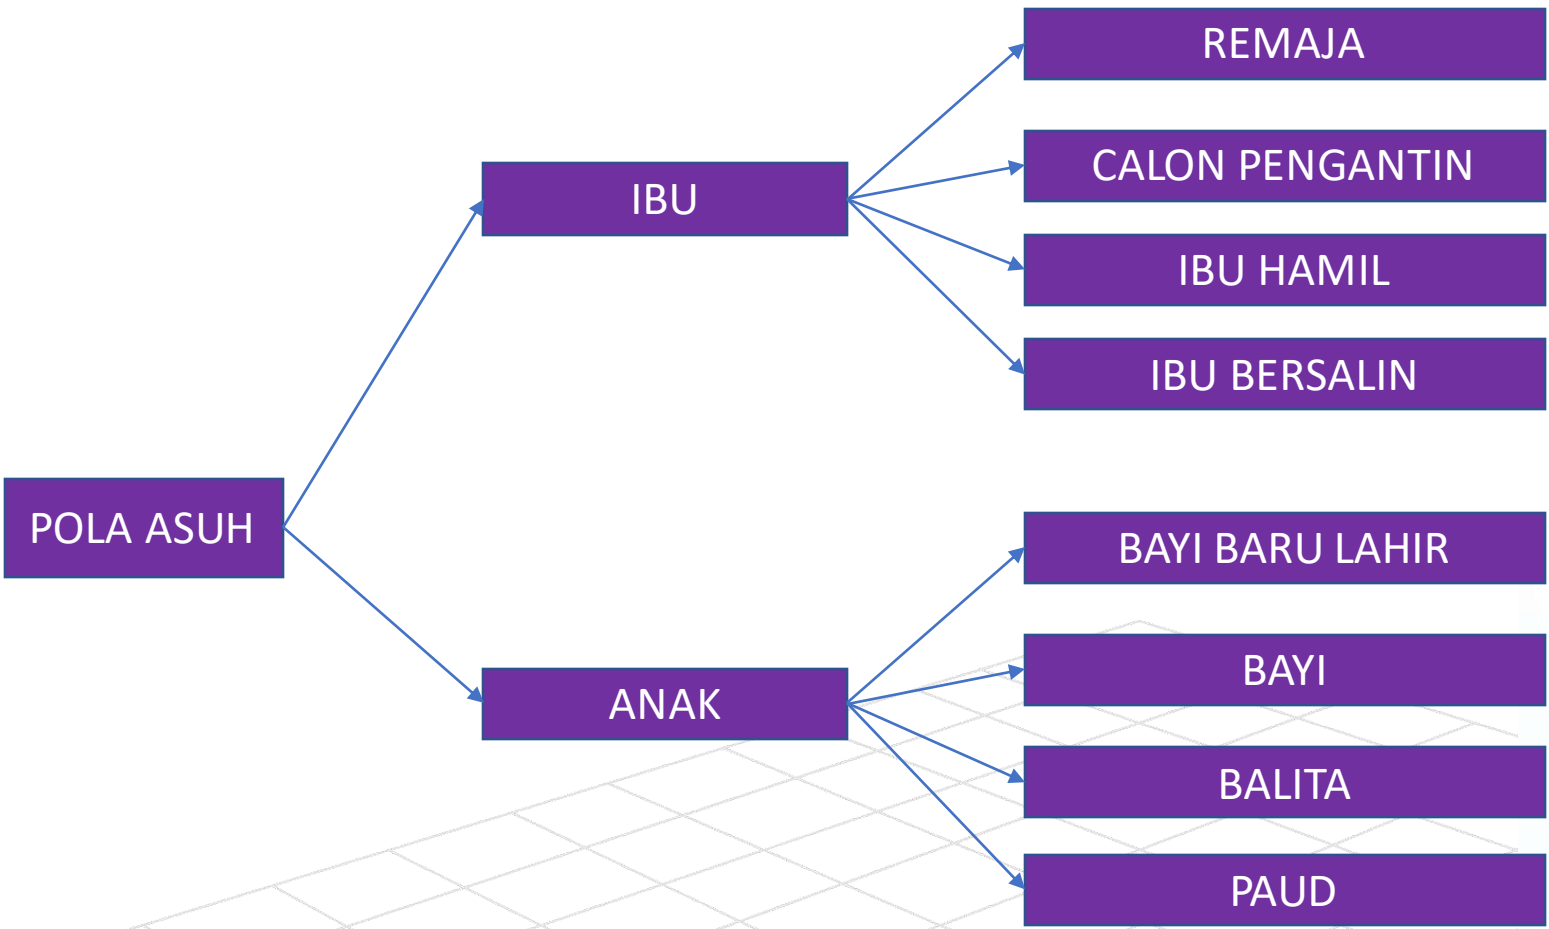 REMAJA
CALON PENGANTIN
IBU
IBU HAMIL
IBU BERSALIN
POLA ASUH
BAYI BARU LAHIR
BAYI
ANAK
BALITA
PAUD